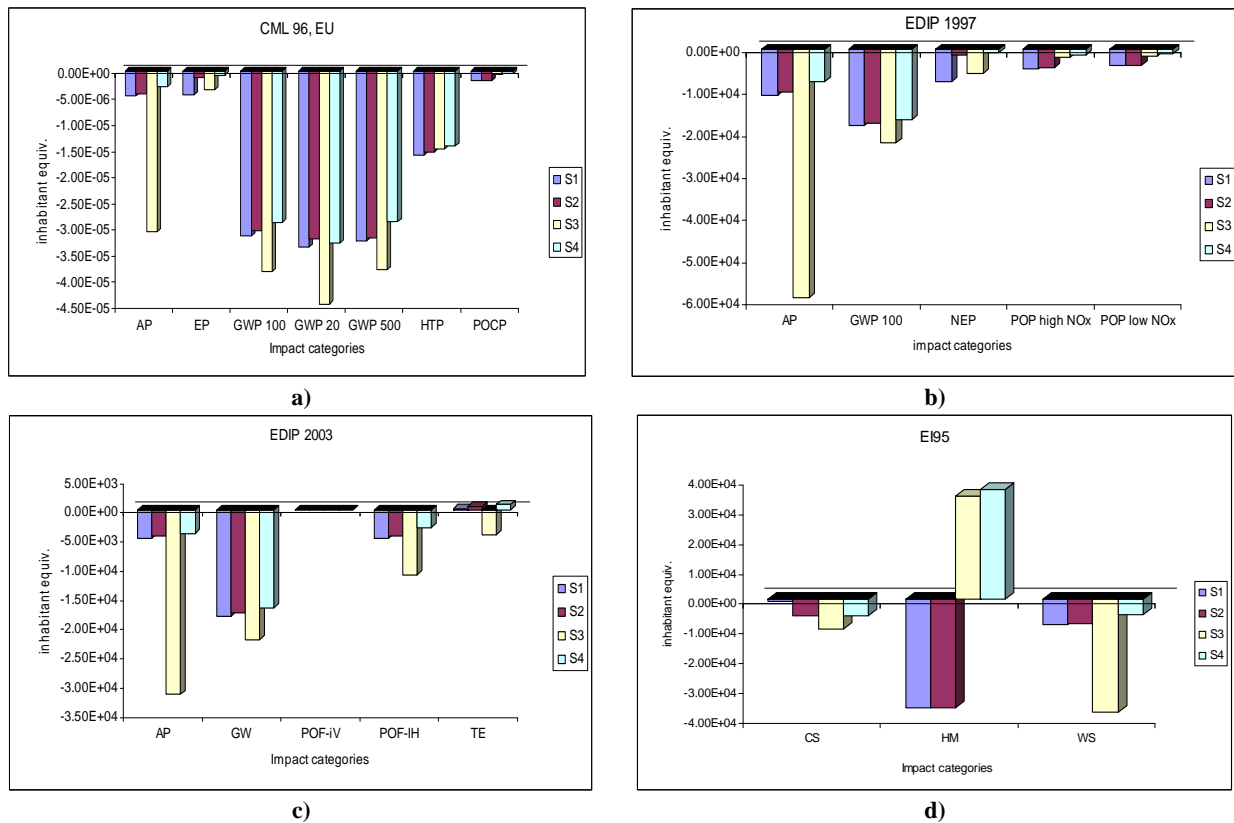 CML 96, EU
0.00E+00
-5.00E-06
-1.00E-05
-1.50E-05
-2.00E-05
-2.50E-05
-3.00E-05
-3.50E-05
-4.00E-05
-4.50E-05
inhabitant equiv.
AP EP GWP 100 GWP 20 GWP 500 HTP POCP
Impact categories
S1
S2
S3
S4
a)
EDIP 1997
0.00E+00
-1.00E+04
-2.00E+04
-3.00E+04
-4.00E+04
-5.00E+04
-6.00E+04
inhabitant equiv.
AP GWP 100 NEP POP high NOx POP low NOx
impact categories
S1
S2
S3
S4
b)
EDIP 2003
5.00E+03
0.00E+00
-5.00E+03
-1.00E+04
-1.50E+04
-2.00E+04
-2.50E+04
-3.00E+04
-3.50E+04
inhabitant equiv.
AP GW POF-iV POF-IH TE
Impact categories
S1
S2
S3
S4
c)
EI95
4.00E+04
3.00E+04
2.00E+04
1.00E+04
0.00E+00
-1.00E+04
-2.00E+04
-3.00E+04
-4.00E+04
inhabitant equiv.
CS HM WS
Impact categories
S1
S2
S3
S4
d)